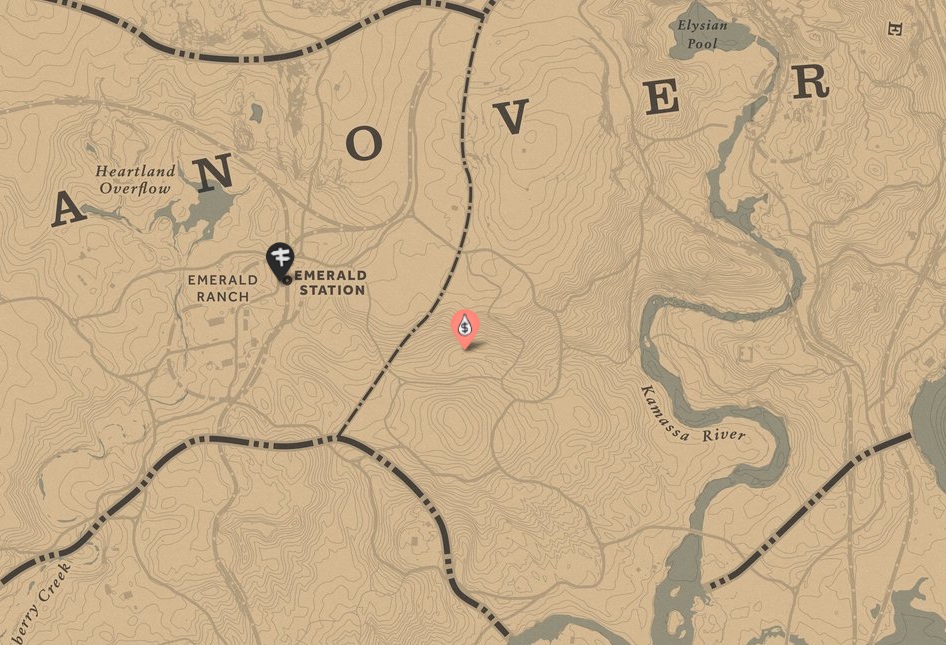 Elysian
Pool
E
A N O V E R
Heartland
Overflow
EMERALD
RANCH
EMERALD
STATION
$
Kamassa River
berry Creek